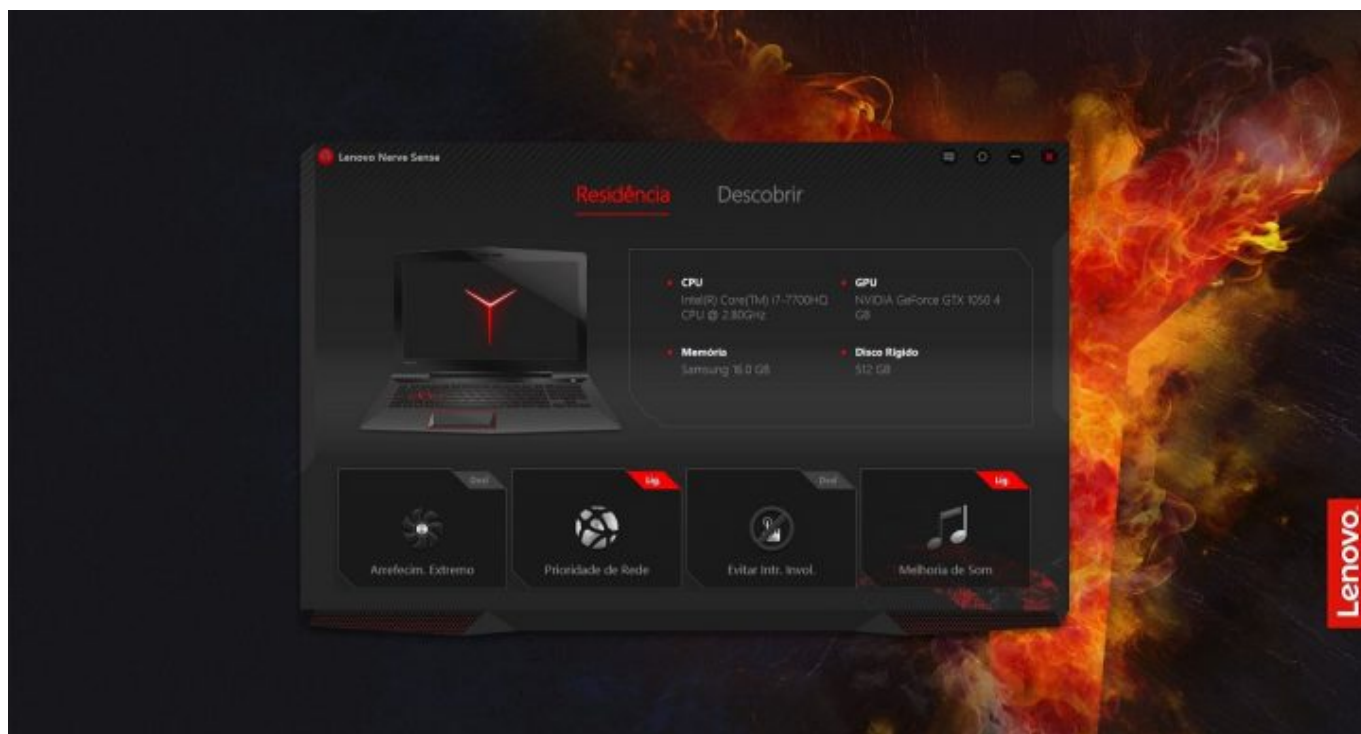 Lenovo Nerve Sense
Residência Descobrir
CPU
Intel(R) Core(TM) i7-7700HQ
CPU @ 2.80GHz
GPU
NVIDIA GeForce GTX 1050 4
GB
Memória
Samsung 16.0 GB
Disco Rígido
512 GB
Desl
Lig.
Desl
Lig.
Arrefecim. Extremo
Prioridade de Rede
Evitar Intr. Invol.
Melhoria de Som
Lenovo